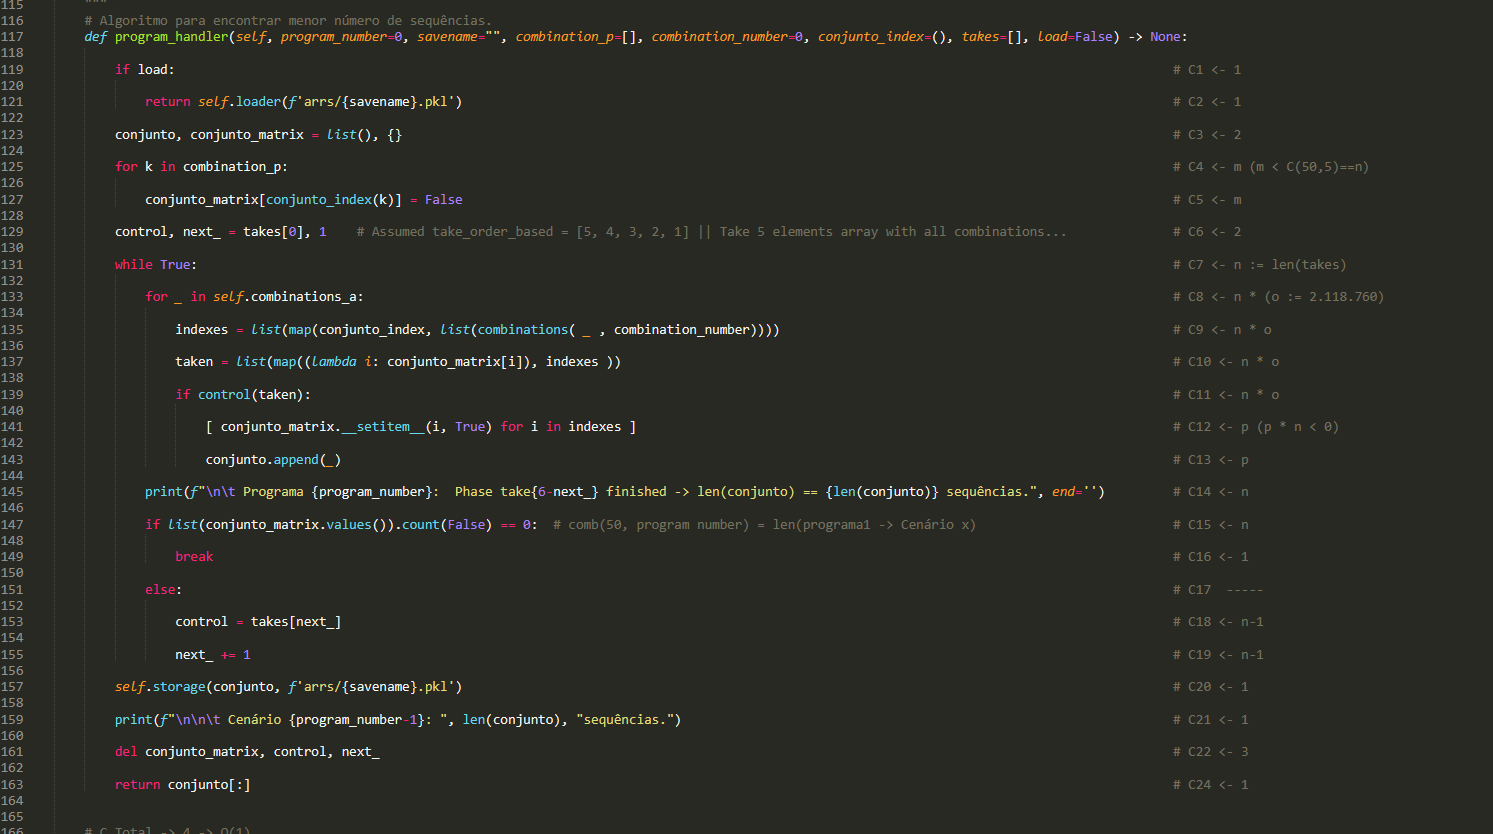 115 """
116 # Algoritmo para encontrar menor número de sequências.
117 def program_handler(self, program_number=0, savename="", combination_p=[], combination_number=0, conjunto_index=(), takes=[], load=False) -> None:
118
119 if load: # C1 <- 1
120
121 return self.loader(f'arrs/{savename}.pkl') # C2 <- 1
122
123 conjunto, conjunto_matrix = list(), {} # C3 <- 2
124
125 for k in combination_p: # C4 <- m (m < C(50,5)==n)
126
127 conjunto_matrix[conjunto_index(k)] = False # C5 <- m
128
129 control, next_ = takes[0], 1 # Assumed take_order_based = [5, 4, 3, 2, 1] || Take 5 elements array with all combinations... # C6 <- 2
130
131 while True: # C7 <- n := len(takes)
132
133 for _ in self.combinations_a: # C8 <- n * (o := 2.118.760)
134
135 indexes = list(map(conjunto_index, list(combinations( _ , combination_number)))) # C9 <- n * o
136
137 taken = list(map((lambda i: conjunto_matrix[i]), indexes )) # C10 <- n * o
138
139 if control(taken): # C11 <- n * o
140
141 [ conjunto_matrix.__setitem__(i, True) for i in indexes ] # C12 <- p (p * n < 0)
142
143 conjunto.append(_) # C13 <- p
144
145 print(f"\n\t Programa {program_number}:  Phase take{6-next_} finished -> len(conjunto) == {len(conjunto)} sequências.", end='') # C14 <- n
146
147 if list(conjunto_matrix.values()).count(False) == 0: # comb(50, program number) = len(programa1 -> Cenário x) # C15 <- n
148
149 break # C16 <- 1
150
151 else: # C17 -----
152
153 control = takes[next_] # C18 <- n-1
154
155 next_ += 1 # C19 <- n-1
156
157 self.storage(conjunto, f'arrs/{savename}.pkl') # C20 <- 1
158
159 print(f"\n\n\t Cenário {program_number-1}: ", len(conjunto), "sequências.") # C21 <- 1
160
161 del conjunto_matrix, control, next_ # C22 <- 3
162
163 return conjunto[:] # C24 <- 1
164
165
166 # C Total -> 4 -> O(1)